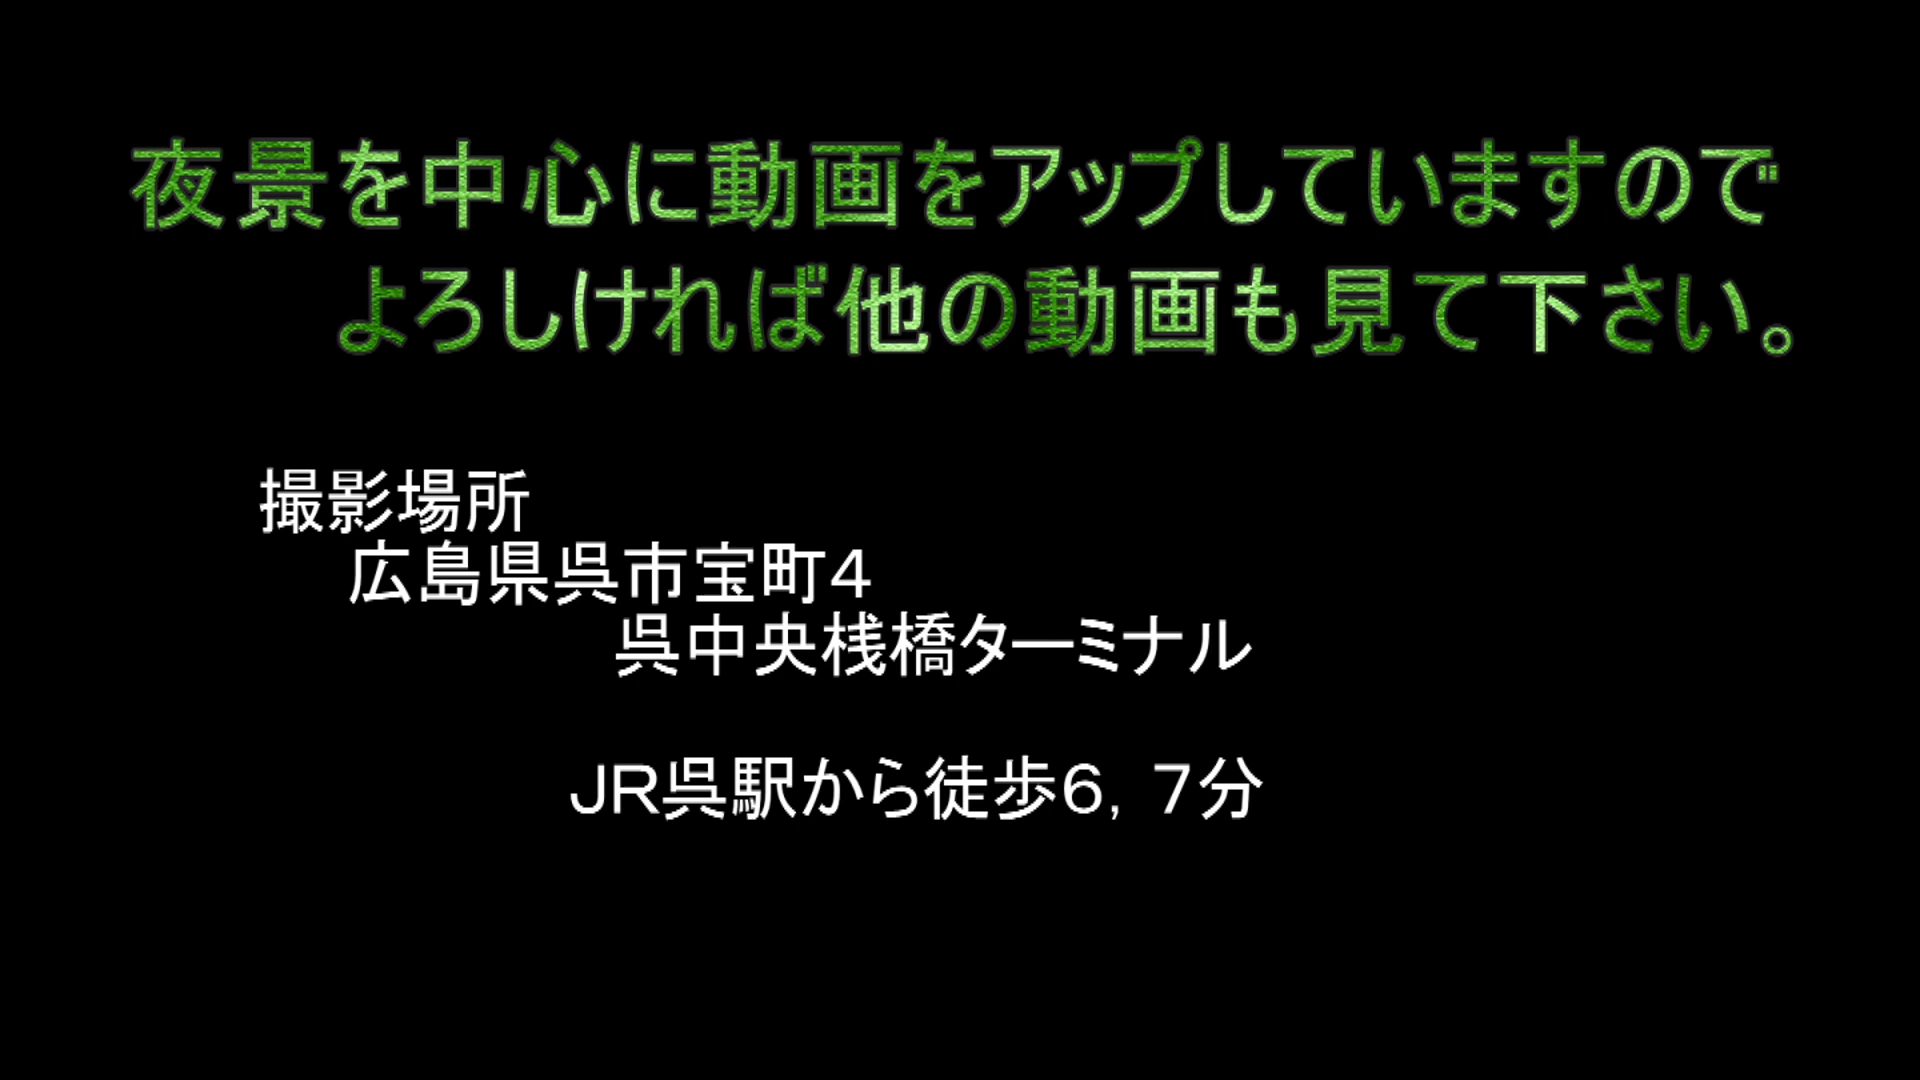 夜景を中心に動画をアップしていますので
よろしければ他の動画も見て下さい。
撮影場所
広島県呉市宝町4
呉中央桟橋ターミナル
JR呉駅から徒歩6，7分